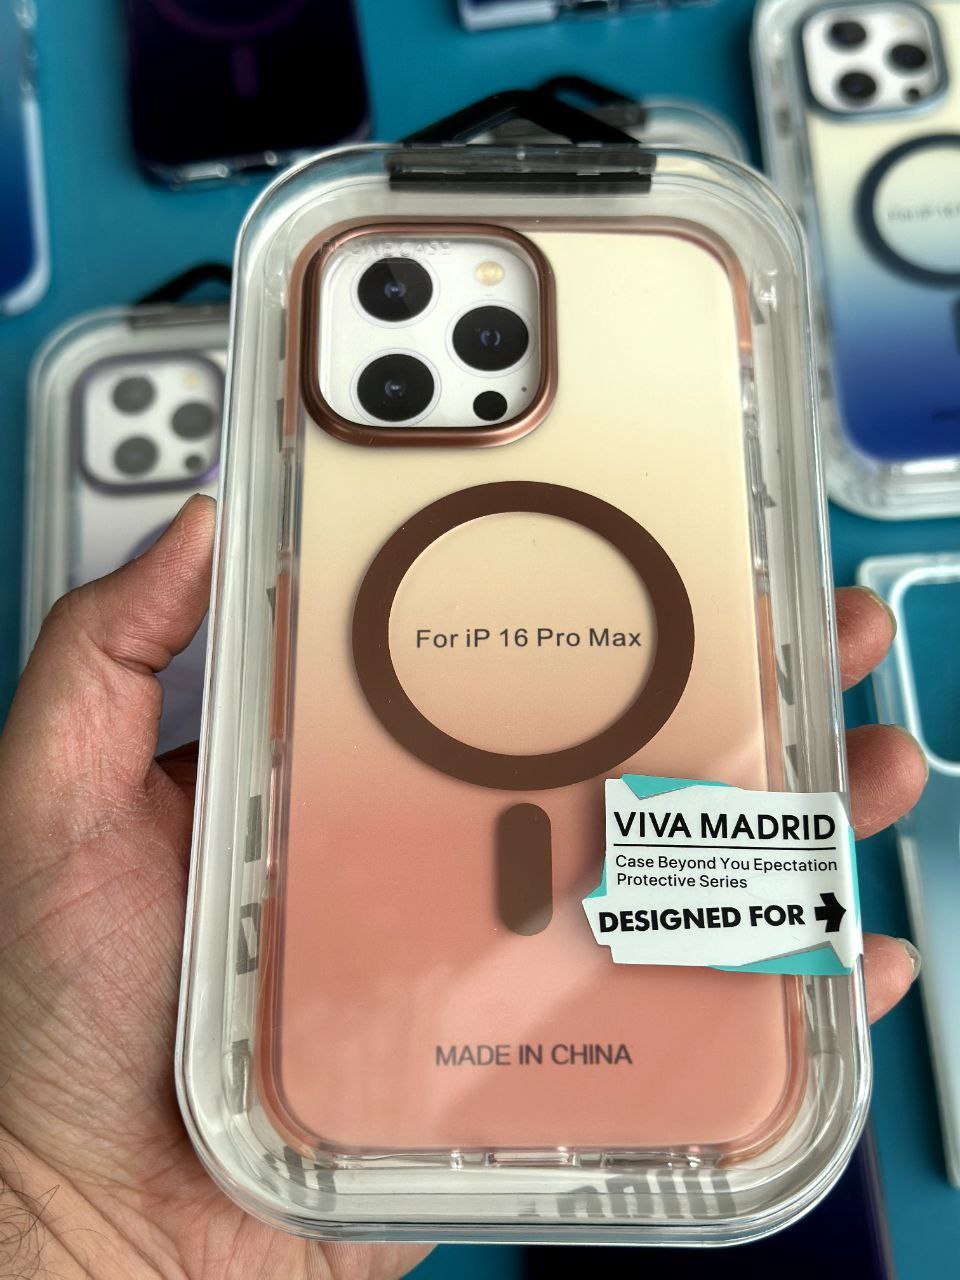 For iP 16 Pro Max
VIVA MADRID
Case Beyond You Epectation
Protective Series
DESIGNED FOR
MADE IN CHINA